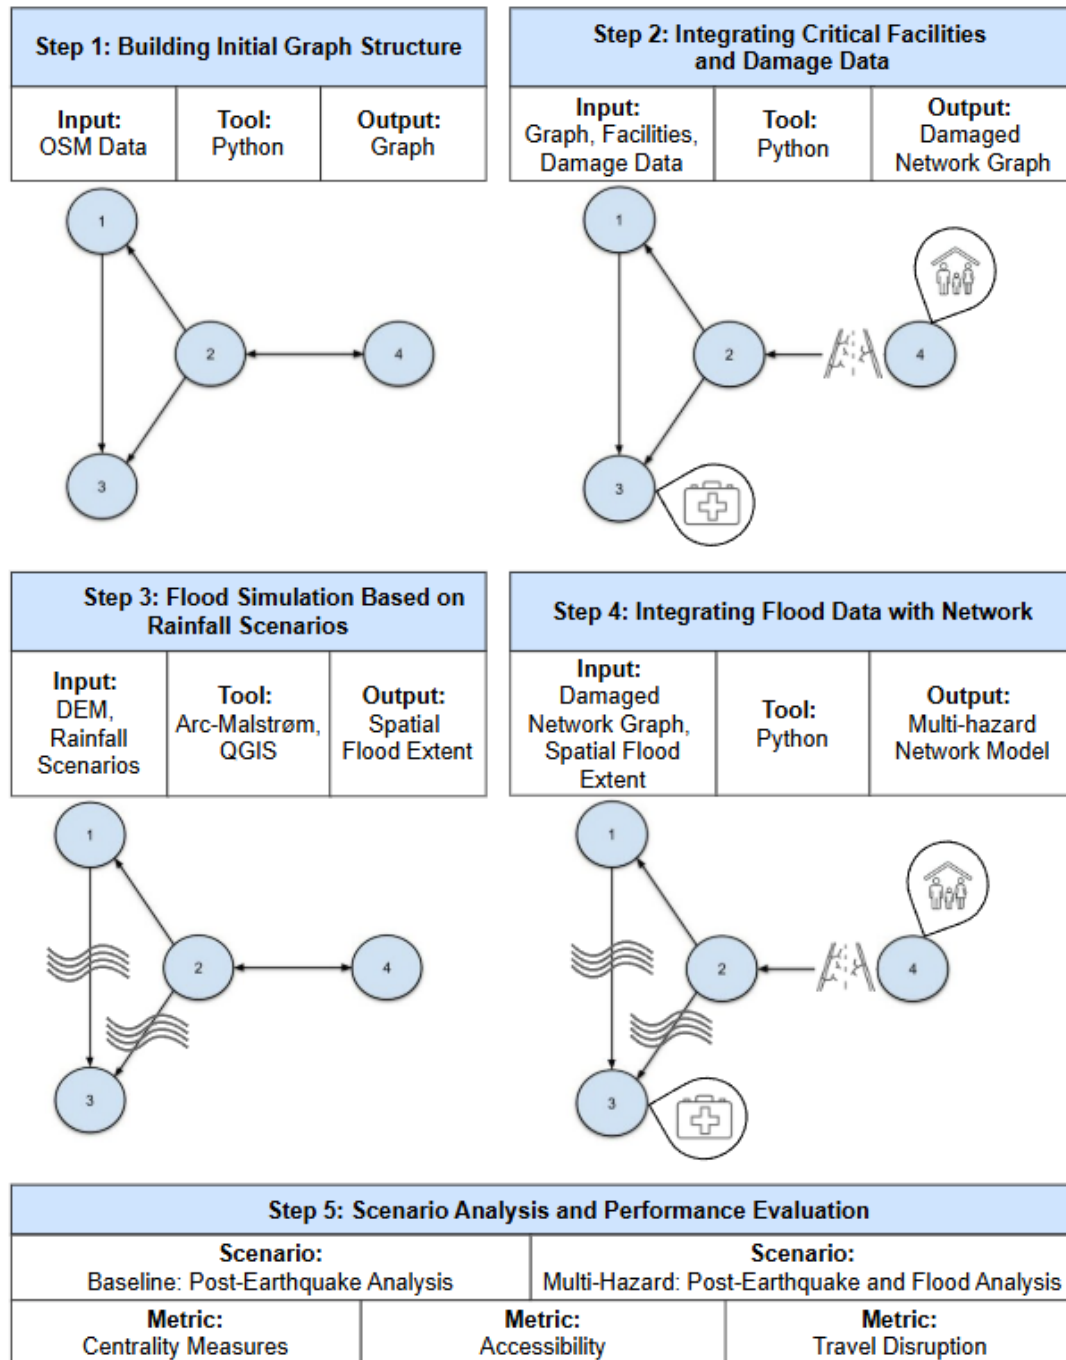 Step 1: Building Initial Graph Structure
Input:
OSM Data
Tool:
Python
Output:
Graph
1
2
4
3
Step 2: Integrating Critical Facilities
and Damage Data
Input:
Graph, Facilities,
Damage Data
Tool:
Python
Output:
Damaged
Network Graph
1
2
4
3
Step 3: Flood Simulation Based on
Rainfall Scenarios
Input:
DEM,
Rainfall
Scenarios
Tool:
Arc-Malstrøm,
QGIS
Output:
Spatial
Flood Extent
1
2
4
3
Step 4: Integrating Flood Data with Network
Input:
Damaged
Network Graph,
Spatial Flood
Extent
Tool:
Python
Output:
Multi-hazard
Network Model
1
2
4
3
Step 5: Scenario Analysis and Performance Evaluation
Scenario:
Baseline: Post-Earthquake Analysis
Scenario:
Multi-Hazard: Post-Earthquake and Flood Analysis
Metric:
Centrality Measures
Metric:
Accessibility
Metric:
Travel Disruption